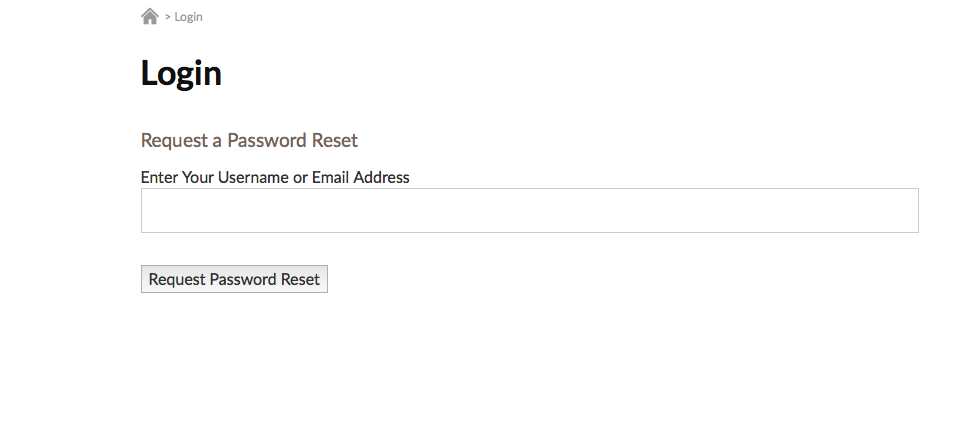 > Login
Login
Request a Password Reset
Enter Your Username or Email Address
Request Password Reset